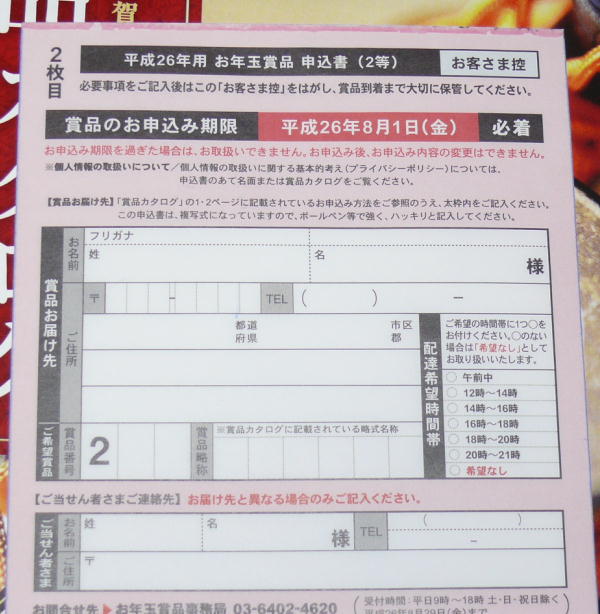 賀
2枚目
平成26年用 お年玉賞品 申込書（2等）
お客さま控
必要事項をご記入後はこの「お客さま控」をはがし、賞品到着まで大切に保管してください。
賞品のお申込み期限 平成26年8月1日(金) 必着
お申込み期限を過ぎた場合は、お取扱いできません。お申込み後、お申込み内容の変更はできません。
※個人情報の取扱いについて／個人情報の取扱いに関する基本的考え(プライバシーポリシー)については、
申込書のあて名面または賞品カタログをご覧ください。
【賞品お届け先】「賞品カタログ」の1・2ページに記載されているお申込み方法をご参照のうえ、太枠内をご記入ください。
この申込書は、複写式になっていますので、ボールペン等で強く、ハッキリと記入してください。
賞品お届け先
お名前
フリガナ
姓
名
様
〒 -
TEL ( ) -
ご住所
都道府県
市区郡
配達希望時間帯
ご希望の時間帯に1つ○を
お付けください。○のない
場合は「希望なし」として
お取り扱いいたします。
○ 午前中
○ 12時～14時
○ 14時～16時
○ 16時～18時
○ 18時～20時
○ 20時～21時
○ 希望なし
ご希望賞品
賞品番号
2
賞品略称
※賞品カタログに記載されている略式名称
【ご当せん者さまご連絡先】 お届け先と異なる場合のみご記入ください。
ご当せん者さま
お名前
姓
名
様
TEL
( )
-
ご住所
〒
お問合せ先 ▶ お年玉賞品事務局 03-6402-4620
受付時間：平日9時～18時 土・日・祝日除く
平成26年8月29日(金)まで